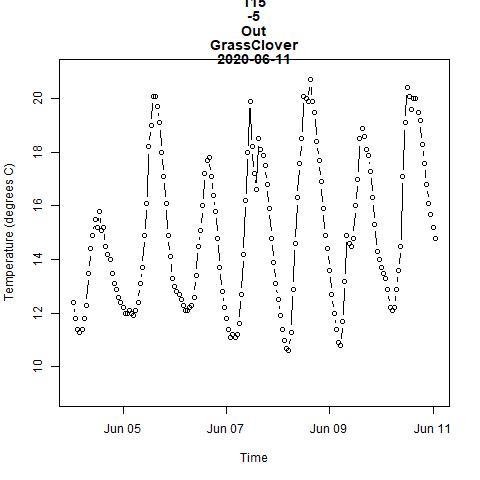 T15
-5
Out
GrassClover
2020-06-11
Temperature (degrees C)
20
18
16
14
12
10
Jun 05 Jun 07 Jun 09 Jun 11
Time